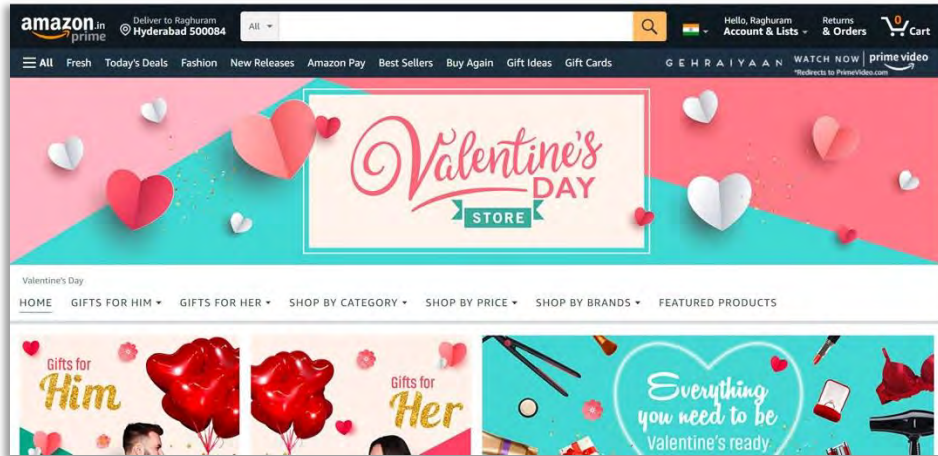 amazon.in
prime
Deliver to Raghuram
Hyderabad 500084
All
Hello, Raghuram
Account & Lists
Returns
& Orders
0
Cart
All Fresh Today's Deals Fashion New Releases Amazon Pay Best Sellers Buy Again Gift Ideas Gift Cards
GEHRAIYAAN WATCH NOW prime video
*Redirects to PrimeVideo.com
Valentine's
DAY
STORE
Valentine's Day
HOME GIFTS FOR HIM GIFTS FOR HER SHOP BY CATEGORY SHOP BY PRICE SHOP BY BRANDS FEATURED PRODUCTS
Gifts for
Him
Gifts for
Her
Everything
you need to be
Valentine's ready